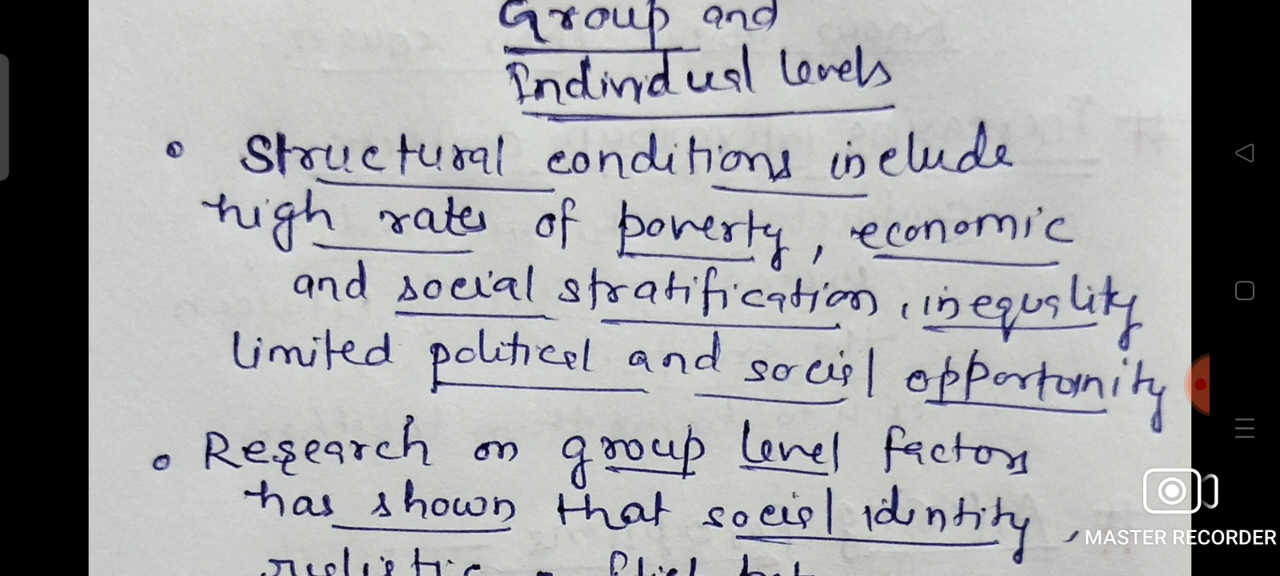 Group and
Individual levels
• Structural conditions include
high rates of poverty, economic
and social stratification, inequality
limited political and social opportunity
• Research on group level factors
has shown that social identity,
MASTER RECORDER